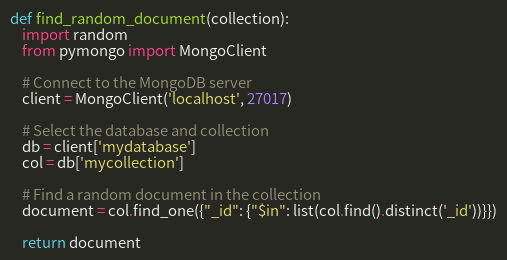 def find_random_document(collection):
    import random
    from pymongo import MongoClient

    # Connect to the MongoDB server
    client = MongoClient('localhost', 27017)

    # Select the database and collection
    db = client['mydatabase']
    col = db['mycollection']

    # Find a random document in the collection
    document = col.find_one({"_id": {"$in": list(col.find().distinct('_id'))}})

    return document